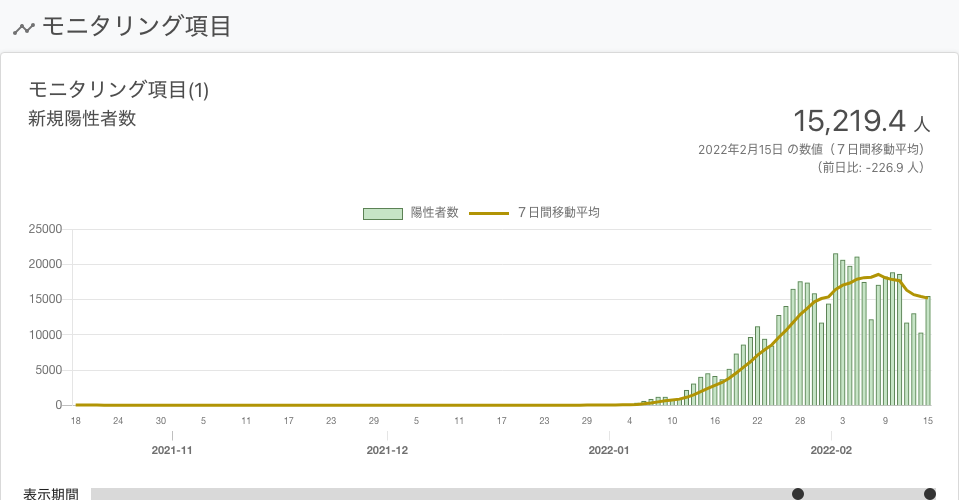 モニタリング項目
モニタリング項目(1)
新規陽性者数
15,219.4 人
2022年2月15日 の数値（７日間移動平均）
（前日比: -226.9 人）
陽性者数 ７日間移動平均
25000
20000
15000
10000
5000
0
18 24 30 5 11 17 23 29 5 11 17 23 29 4 10 16 22 28 3 9 15
2021-11 2021-12 2022-01 2022-02
表示期間